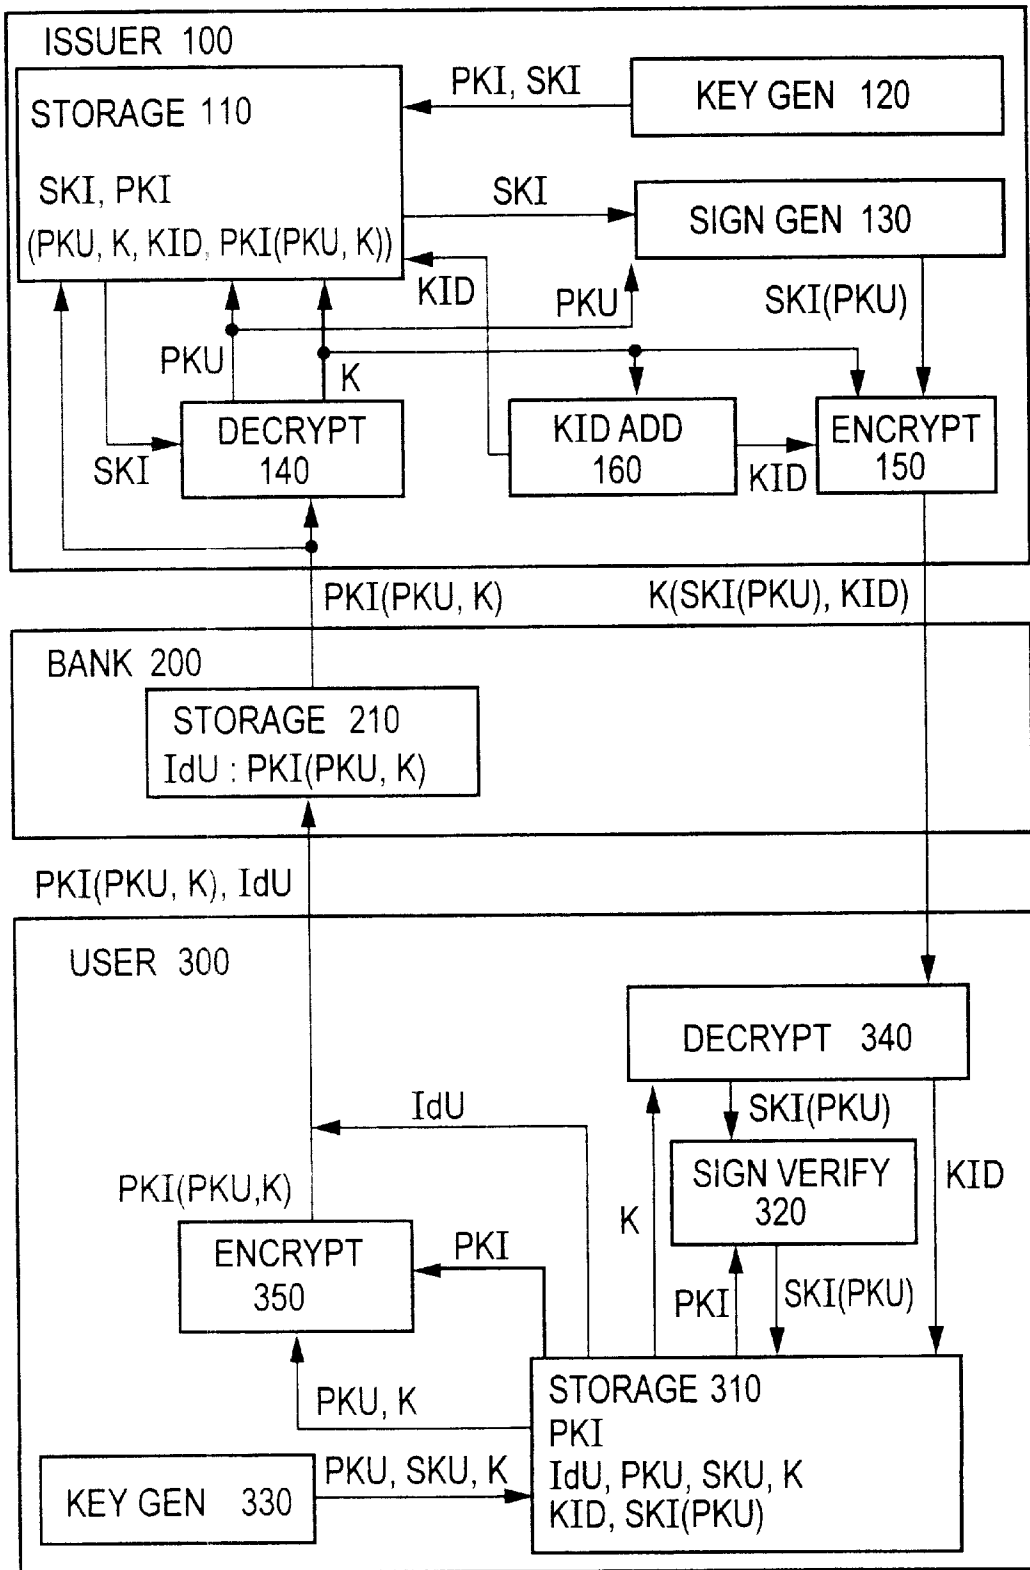 ISSUER 100
STORAGE 110
SKI, PKI
(PKU, K, KID, PKI(PKU, K))
PKI, SKI
KEY GEN 120
SKI
SIGN GEN 130
KID
PKU
SKI(PKU)
PKU
K
SKI
DECRYPT
140
KID ADD
160
KID
ENCRYPT
150
PKI(PKU, K)
K(SKI(PKU), KID)
BANK 200
STORAGE 210
IdU : PKI(PKU, K)
PKI(PKU, K), IdU
USER 300
DECRYPT 340
IdU
SKI(PKU)
PKI(PKU,K)
SIGN VERIFY
320
KID
K
ENCRYPT
350
PKI
PKI
SKI(PKU)
PKU, K
STORAGE 310
PKI
IdU, PKU, SKU, K
KID, SKI(PKU)
KEY GEN 330
PKU, SKU, K